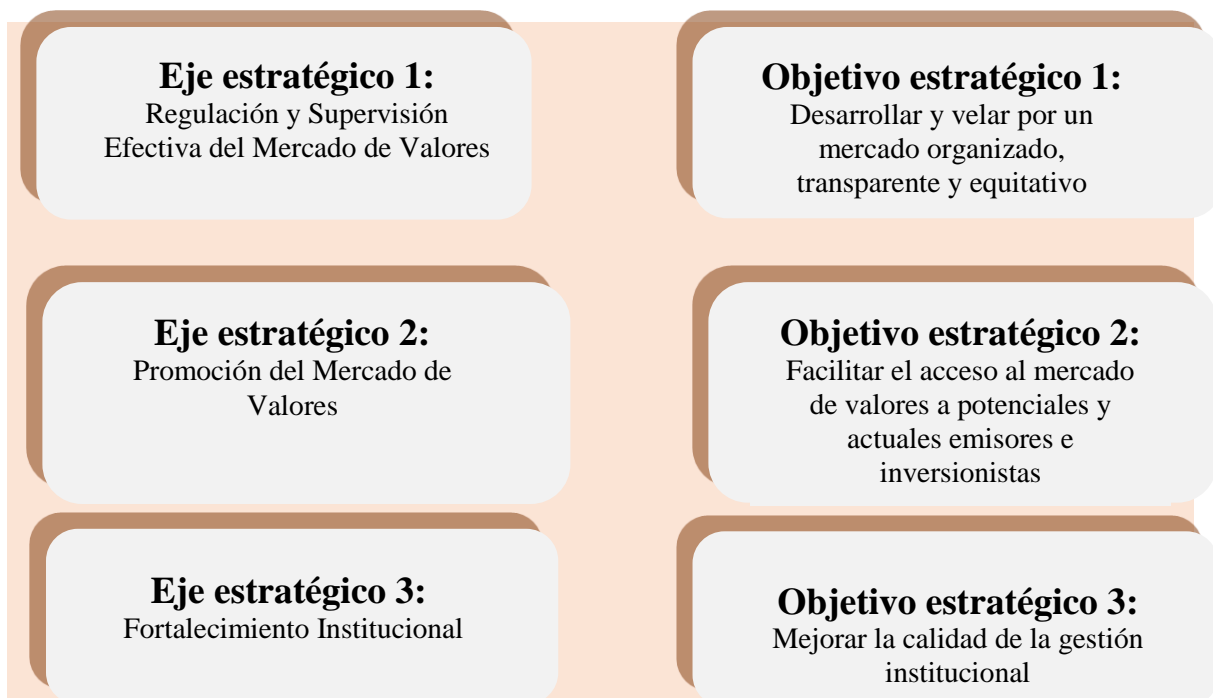 Eje estratégico 1:
Regulación y Supervisión
Efectiva del Mercado de Valores
Objetivo estratégico 1:
Desarrollar y velar por un
mercado organizado,
transparente y equitativo
Eje estratégico 2:
Promoción del Mercado de
Valores
Objetivo estratégico 2:
Facilitar el acceso al mercado
de valores a potenciales y
actuales emisores e
inversionistas
Eje estratégico 3:
Fortalecimiento Institucional
Objetivo estratégico 3:
Mejorar la calidad de la gestión
institucional